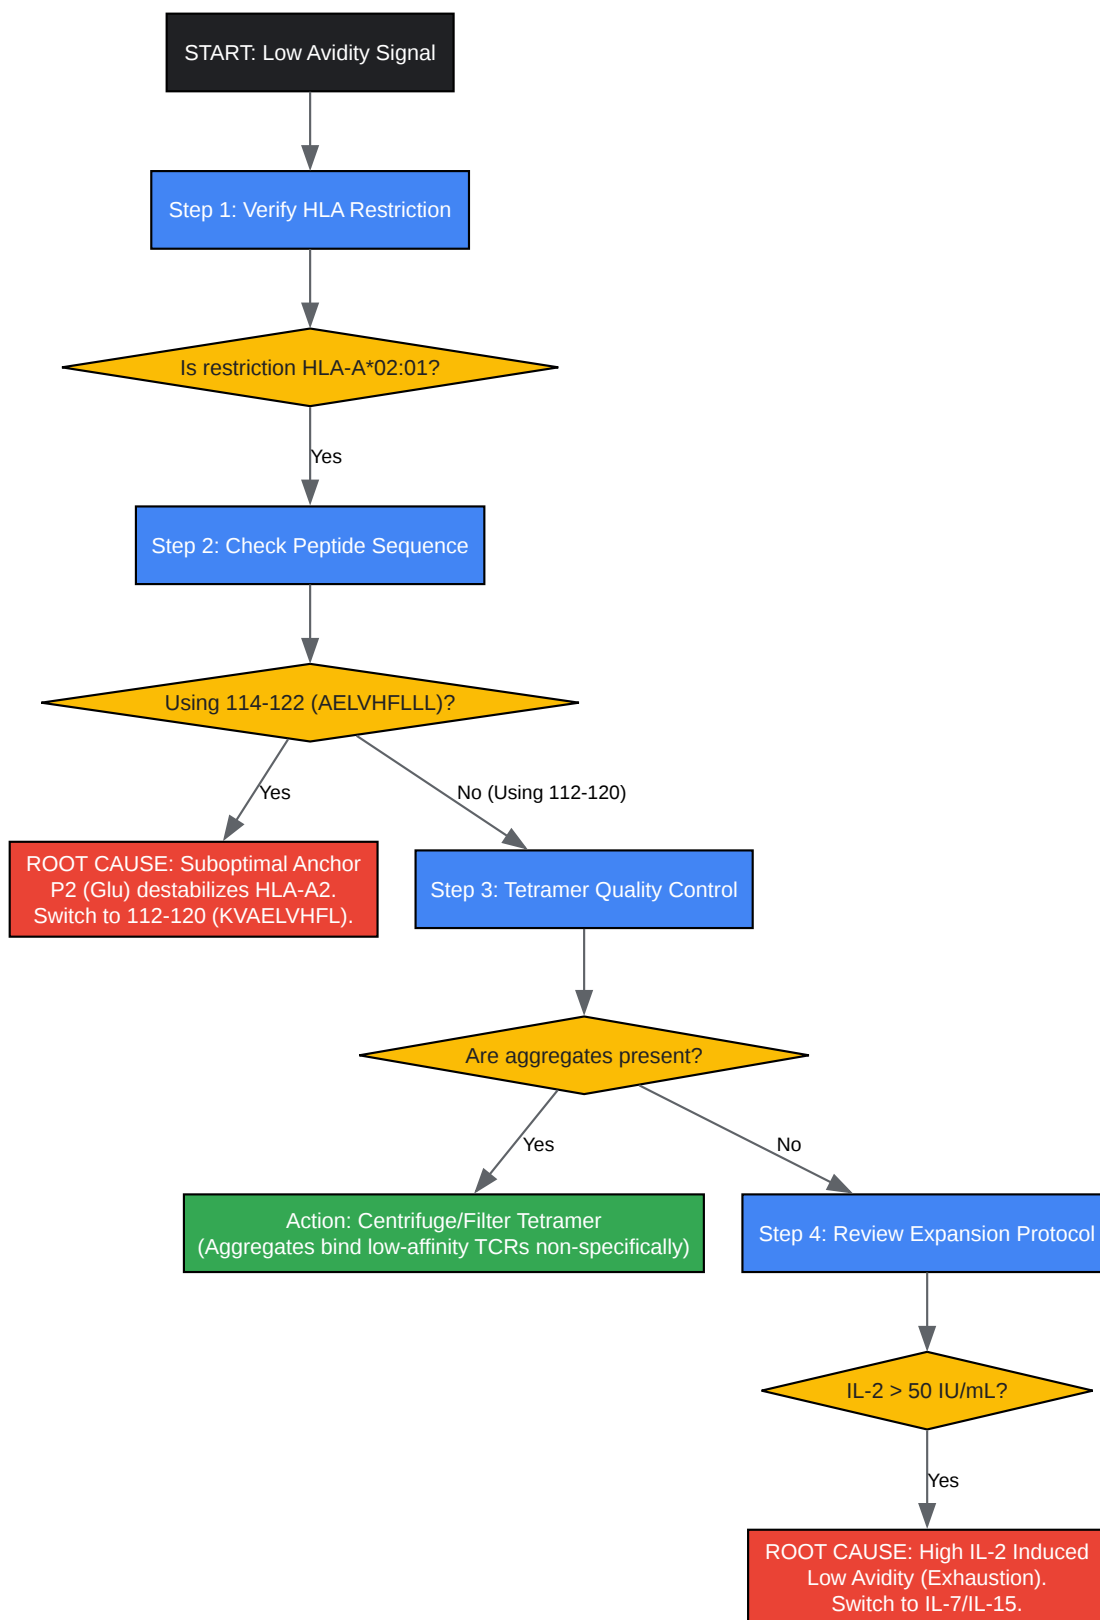 START: Low Avidity Signal
Step 1: Verify HLA Restriction
Is restriction HLA-A*02:01?
Yes
Step 2: Check Peptide Sequence
Using 114-122 (AELVHFLLL)?
Yes
No (Using 112-120)
ROOT CAUSE: Suboptimal Anchor
P2 (Glu) destabilizes HLA-A2.
Switch to 112-120 (KVAELVHFL).
Step 3: Tetramer Quality Control
Are aggregates present?
Yes
No
Action: Centrifuge/Filter Tetramer
(Aggregates bind low-affinity TCRs non-specifically)
Step 4: Review Expansion Protocol
IL-2 > 50 IU/mL?
Yes
ROOT CAUSE: High IL-2 Induced
Low Avidity (Exhaustion).
Switch to IL-7/IL-15.